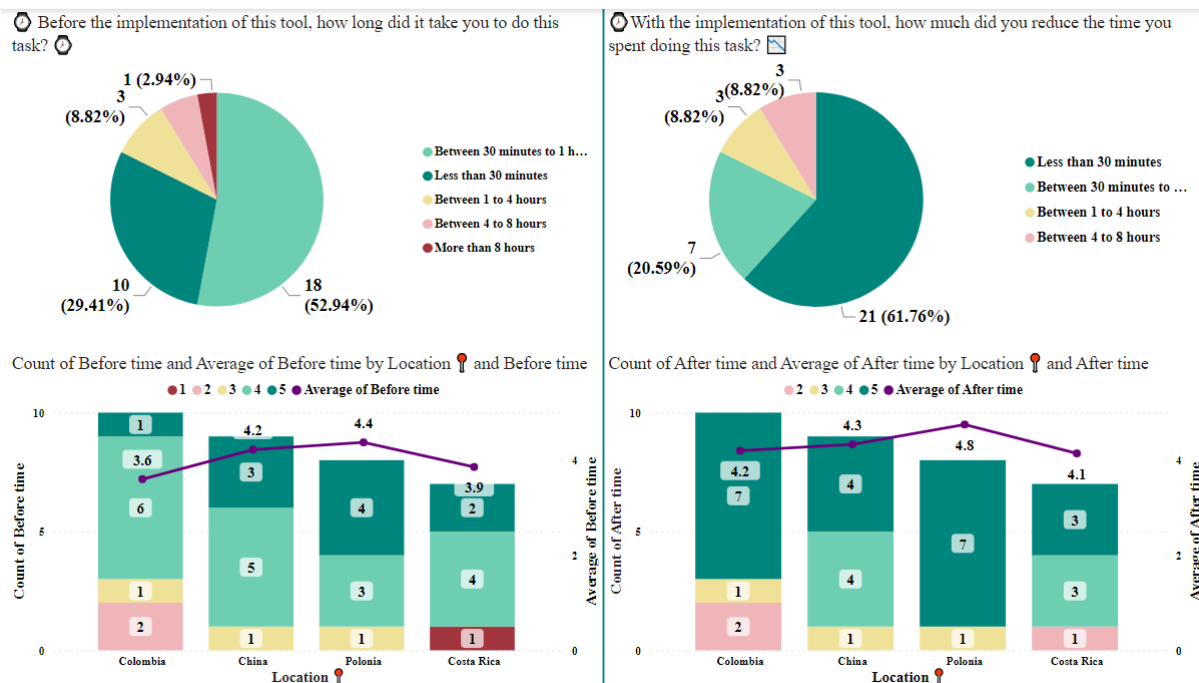 Before the implementation of this tool, how long did it take you to do this
task?
1 (2.94%)
3
(8.82%)
10
(29.41%)
18
(52.94%)
Between 30 minutes to 1 h...
Less than 30 minutes
Between 1 to 4 hours
Between 4 to 8 hours
More than 8 hours
With the implementation of this tool, how much did you reduce the time you
spent doing this task?
3
(8.82%)
3
(8.82%)
7
(20.59%)
21 (61.76%)
Less than 30 minutes
Between 30 minutes to ...
Between 1 to 4 hours
Between 4 to 8 hours
Count of Before time and Average of Before time by Location and Before time
1 2 3 4 5 Average of Before time
Count of Before time
10
5
0
1
3.6
6
1
2
4.2
3
5
1
4.4
4
3
1
3.9
2
4
1
4
2
0
Average of Before time
Colombia
China
Polonia
Costa Rica
Location
Count of After time and Average of After time by Location and After time
2 3 4 5 Average of After time
Count of After time
10
5
0
4.2
7
1
2
4.3
4
4
1
4.8
7
1
4.1
3
3
1
4
2
0
Average of After time
Colombia
China
Polonia
Costa Rica
Location